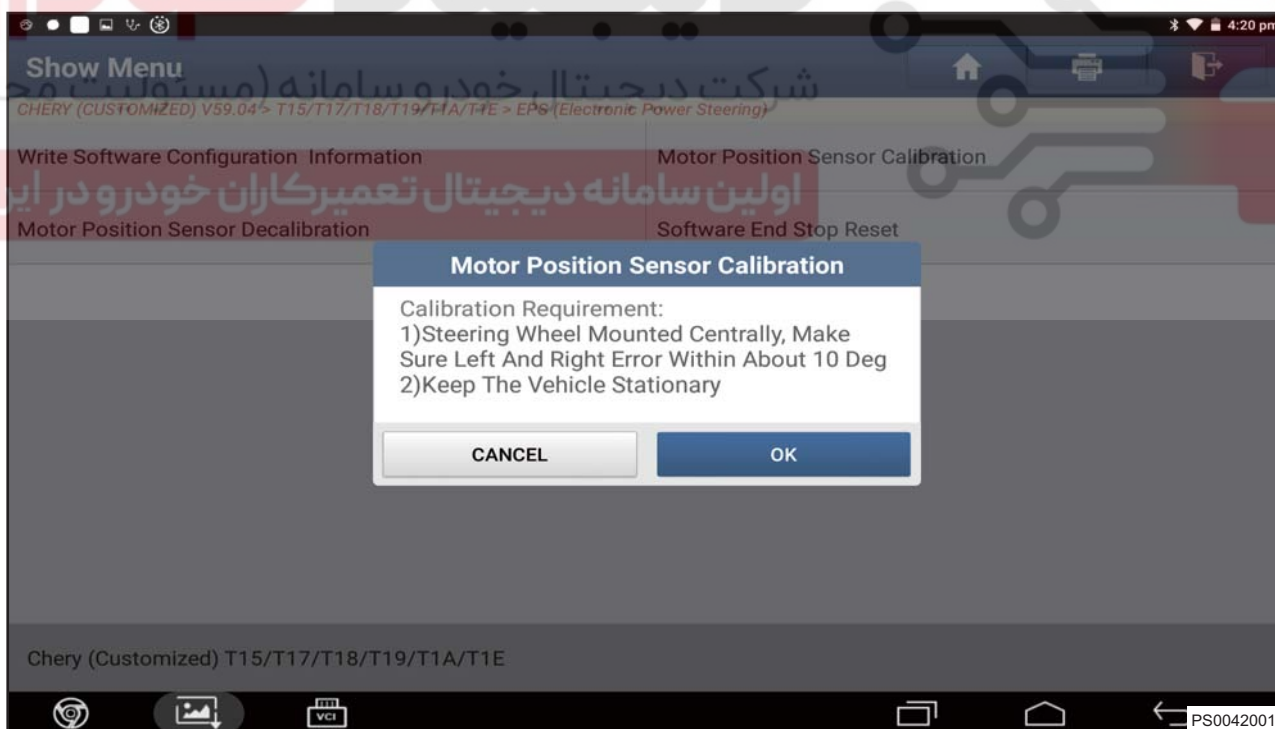 4:20 pm
Show Menu
شرکت دیجیتال خودرو سامانه (مسئولیت مح
CHERY (CUSTOMIZED) V59.04 > T15/T17/T18/T19/T1A/T1E > EPS (Electronic Power Steering)
Write Software Configuration Information
Motor Position Sensor Calibration
اولین سامانه دیجیتال تعمیرکاران خودرو در ایر
Motor Position Sensor Decalibration
Software End Stop Reset
Motor Position Sensor Calibration
Calibration Requirement:
1)Steering Wheel Mounted Centrally, Make
Sure Left And Right Error Within About 10 Deg
2)Keep The Vehicle Stationary
CANCEL
OK
Chery (Customized) T15/T17/T18/T19/T1A/T1E
VCI
PS0042001